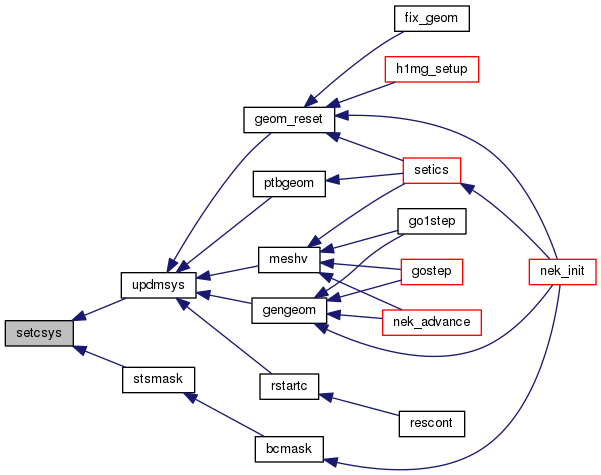 fix_geom
h1mg_setup
geom_reset
setics
ptbgeom
go1step
meshv
gostep
nek_init
updmsys
gengeom
nek_advance
setcsys
stsmask
rstartc
rescont
bcmask